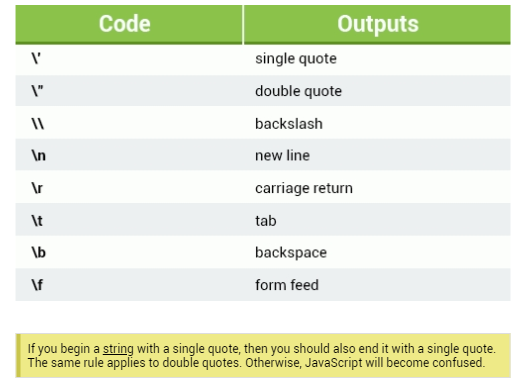 Code Outputs
\' single quote
\" double quote
\\ backslash
\n new line
\r carriage return
\t tab
\b backspace
\f form feed
If you begin a string with a single quote, then you should also end it with a single quote.
The same rule applies to double quotes. Otherwise, JavaScript will become confused.